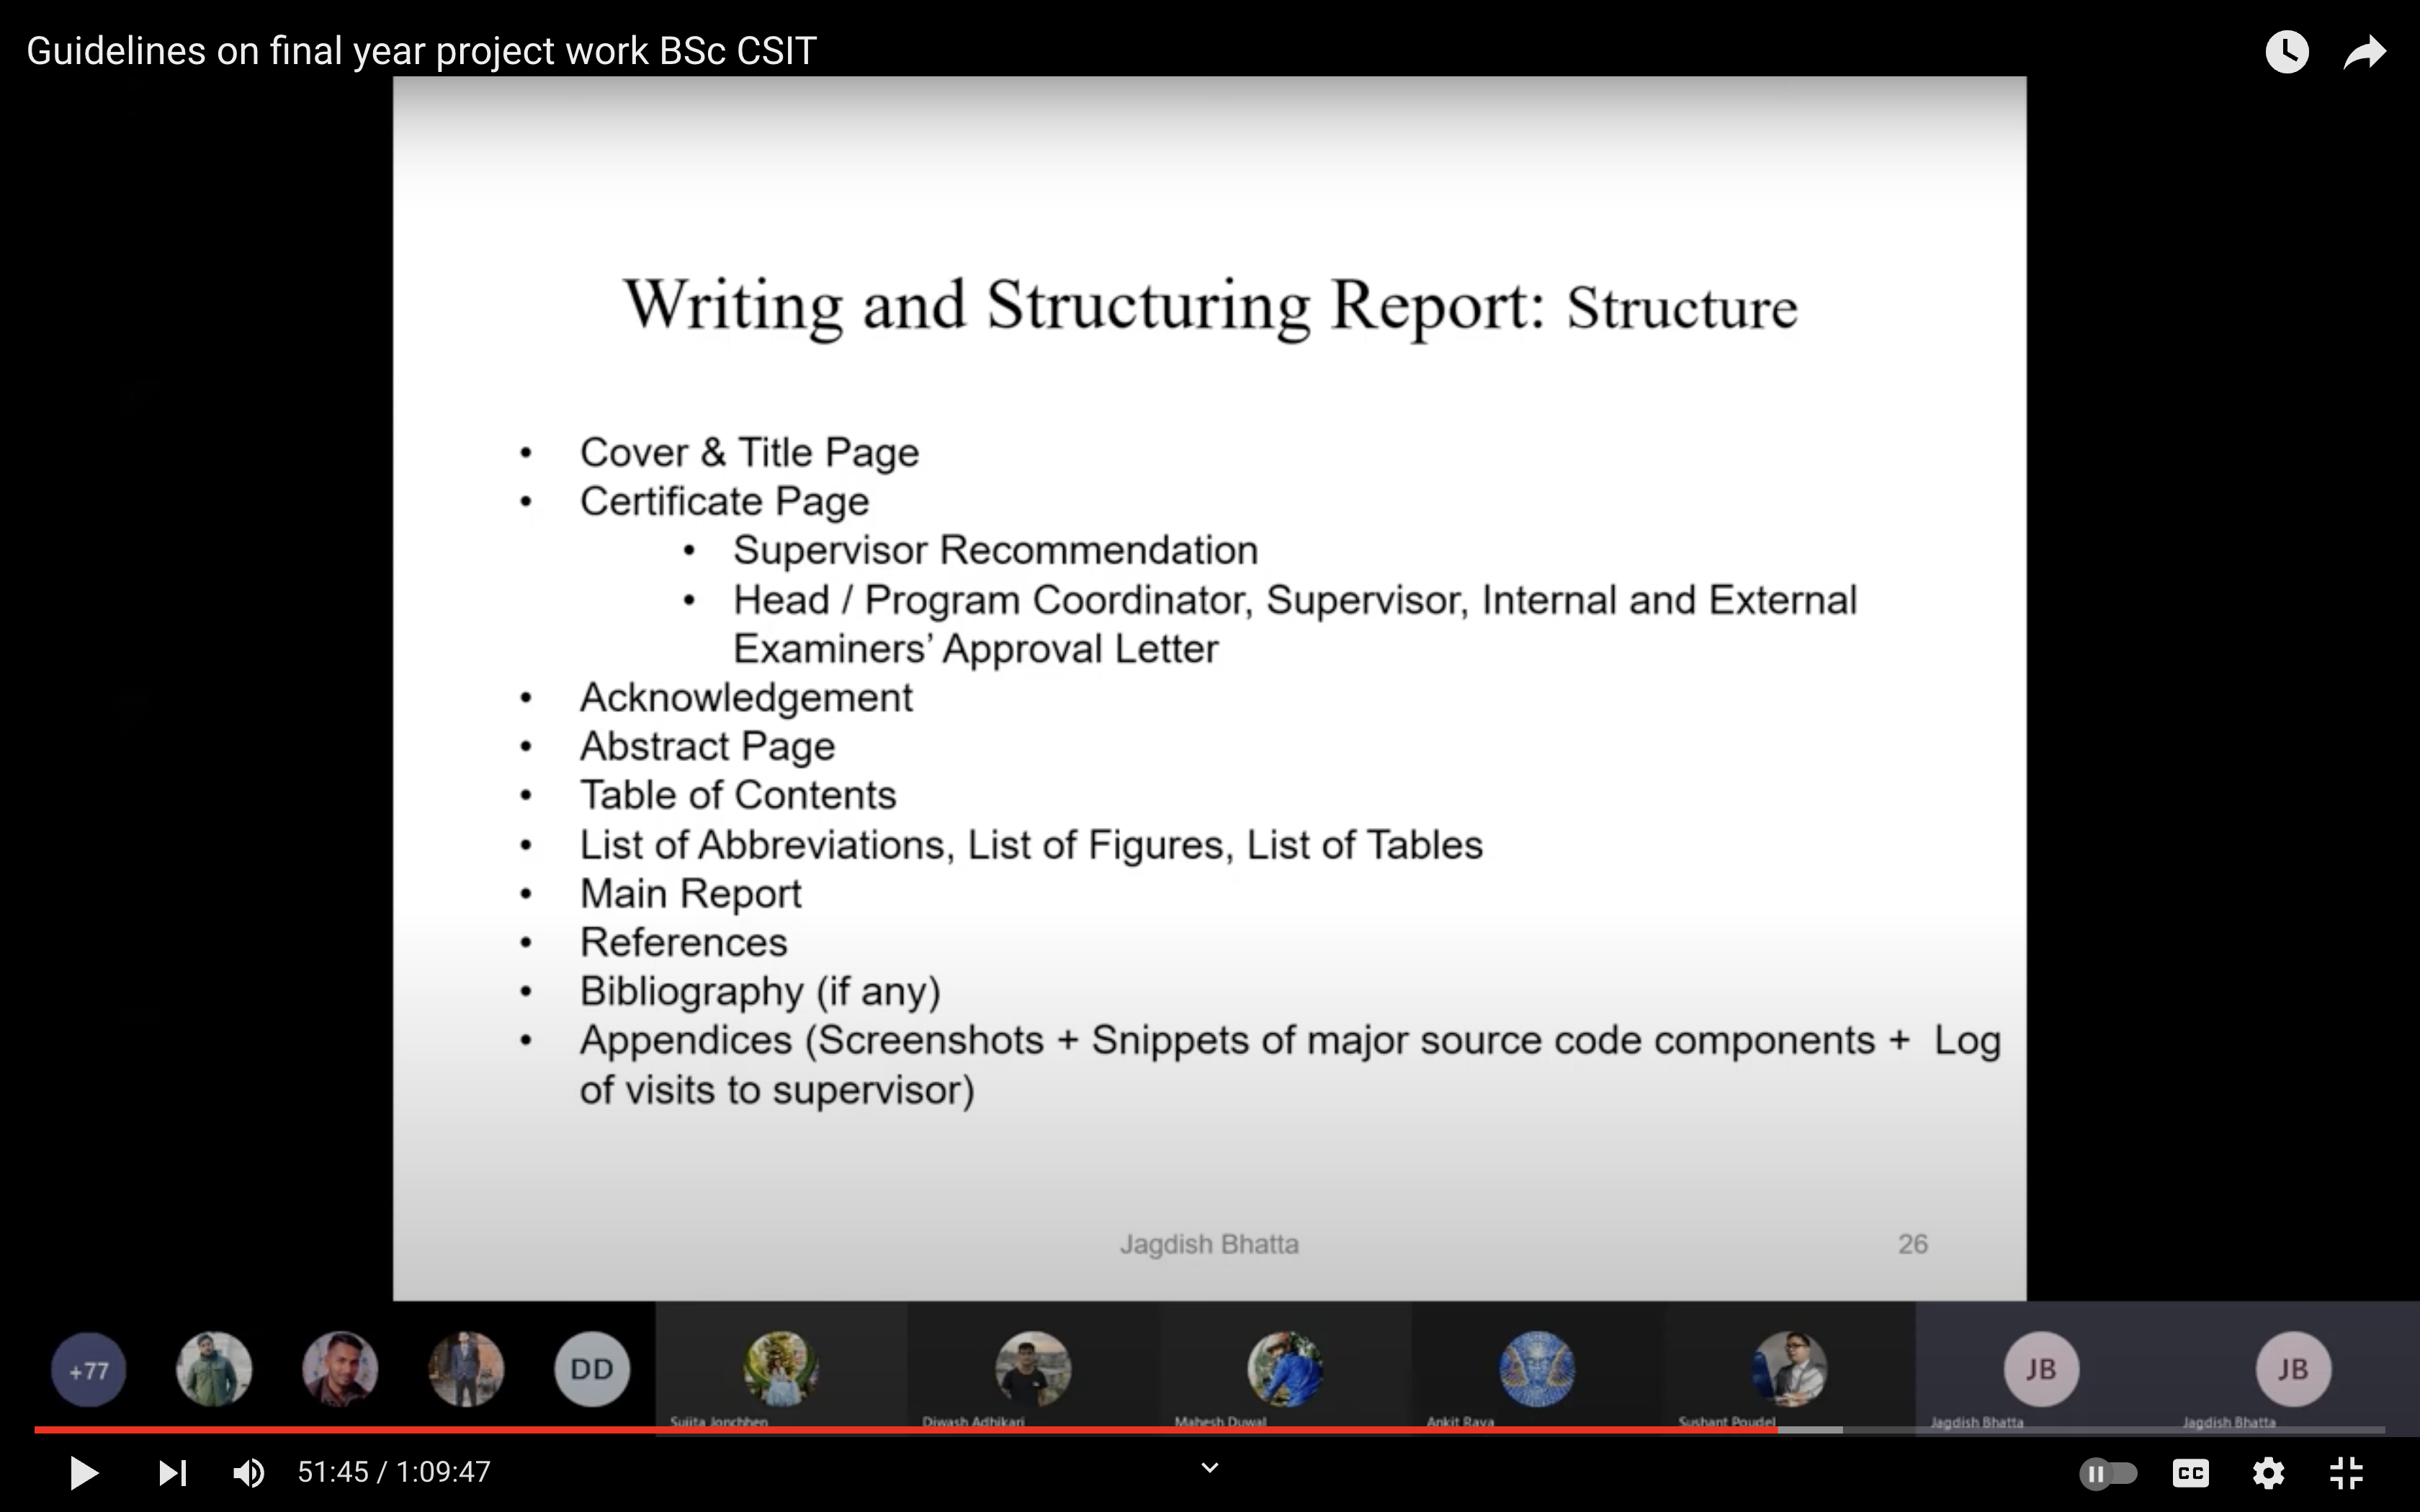 Guidelines on final year project work BSc CSIT
Writing and Structuring Report: Structure
• Cover & Title Page
• Certificate Page
• Supervisor Recommendation
• Head / Program Coordinator, Supervisor, Internal and External
Examiners’ Approval Letter
• Acknowledgement
• Abstract Page
• Table of Contents
• List of Abbreviations, List of Figures, List of Tables
• Main Report
• References
• Bibliography (if any)
• Appendices (Screenshots + Snippets of major source code components + Log
of visits to supervisor)
Jagdish Bhatta
26
+77
DD
JB
JB
Sujita Jonchhen
Diwash Adhikari
Mahesh Duwal
Ankit Raya
Sushant Poudel
Jagdish Bhatta
Jagdish Bhatta
51:45 / 1:09:47
CC